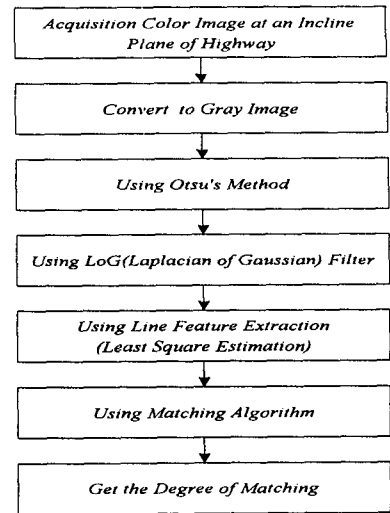 Acquisition Color Image at an Incline
Plane of Highway
Convert to Gray Image
Using Otsu's Method
Using LoG(Laplacian of Gaussian) Filter
Using Line Feature Extraction
(Least Square Estimation)
Using Matching Algorithm
Get the Degree of Matching